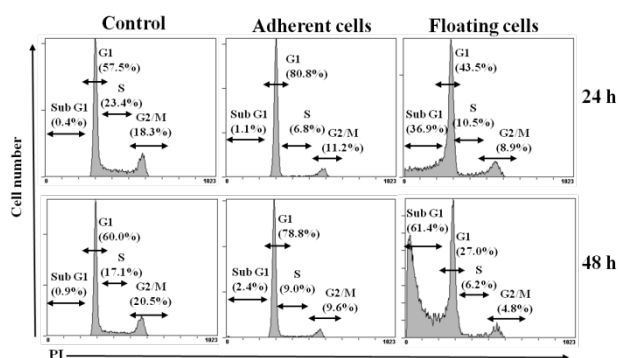 Control
Adherent cells
Floating cells
24 h
G1
(57.5%)
S
(23.4%)
Sub G1
(0.4%)
G2/M
(18.3%)
0
1023
G1
(80.8%)
S
(6.8%)
Sub G1
(1.1%)
G2/M
(11.2%)
0
1023
G1
(43.5%)
S
(10.5%)
Sub G1
(36.9%)
G2/M
(8.9%)
0
1023
48 h
G1
(60.0%)
S
(17.1%)
Sub G1
(0.9%)
G2/M
(20.5%)
0
1023
G1
(78.8%)
S
(9.0%)
Sub G1
(2.4%)
G2/M
(9.6%)
0
1023
Sub G1
(61.4%)
G1
(27.0%)
S
(6.2%)
G2/M
(4.8%)
0
1023
Cell number
PI